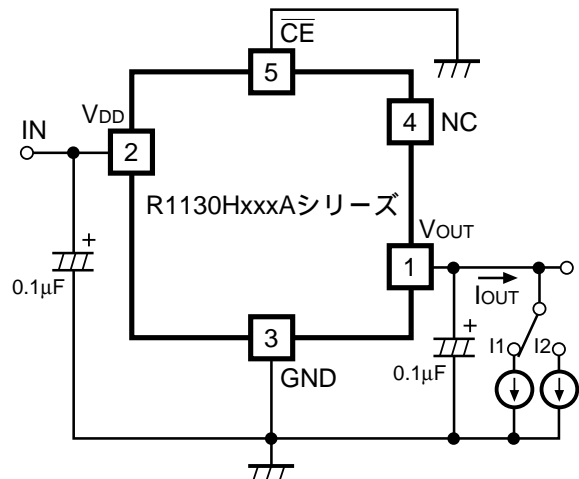 CE
5
VDD
IN
2
4
NC
R1130HxxxAシリーズ
VOUT
1
IOUT
+
0.1μF
3
GND
+
0.1μF
I1
I2